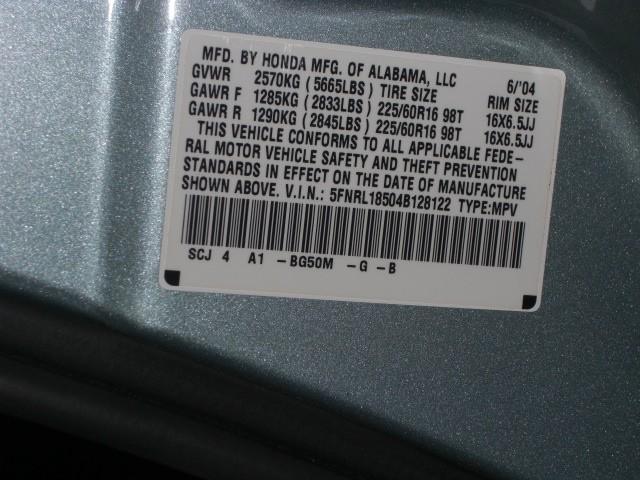 MFD. BY HONDA MFG. OF ALABAMA, LLC 6/'04
GVWR 2570KG (5665LBS) TIRE SIZE RIM SIZE
GAWR F 1285KG (2833LBS) 225/60R16 98T 16X6.5JJ
GAWR R 1290KG (2845LBS) 225/60R16 98T 16X6.5JJ
THIS VEHICLE CONFORMS TO ALL APPLICABLE FEDE-
RAL MOTOR VEHICLE SAFETY AND THEFT PREVENTION
STANDARDS IN EFFECT ON THE DATE OF MANUFACTURE
SHOWN ABOVE. V.I.N.: 5FNRL18504B128122 TYPE:MPV
SCJ 4 A1 -BG50M -G -B